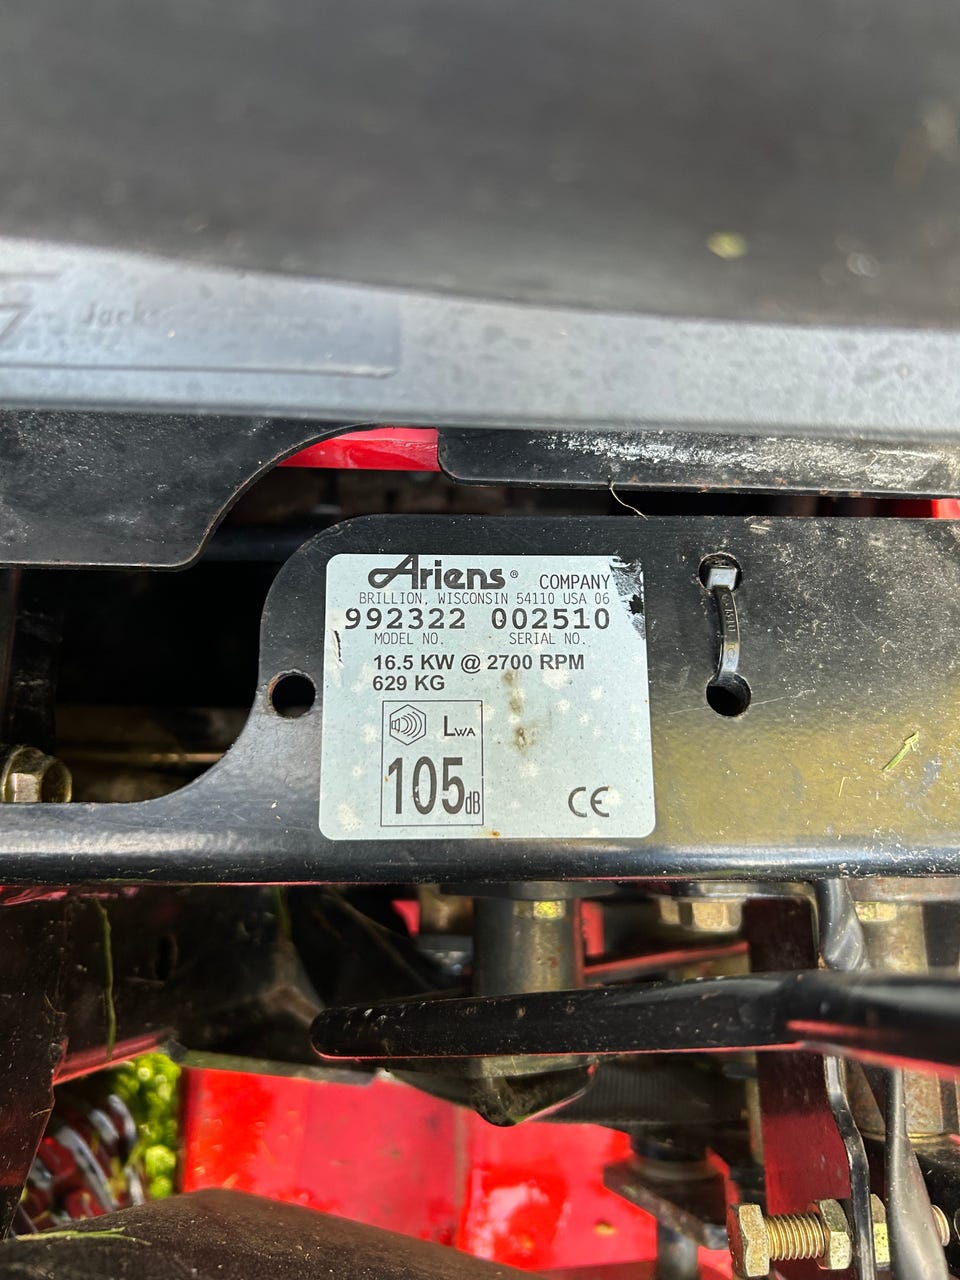 Ariens® COMPANY
BRILLION, WISCONSIN 54110 USA 06
992322 002510
MODEL NO. SERIAL NO.
16.5 KW @ 2700 RPM
629 KG
LWA
105dB
CE